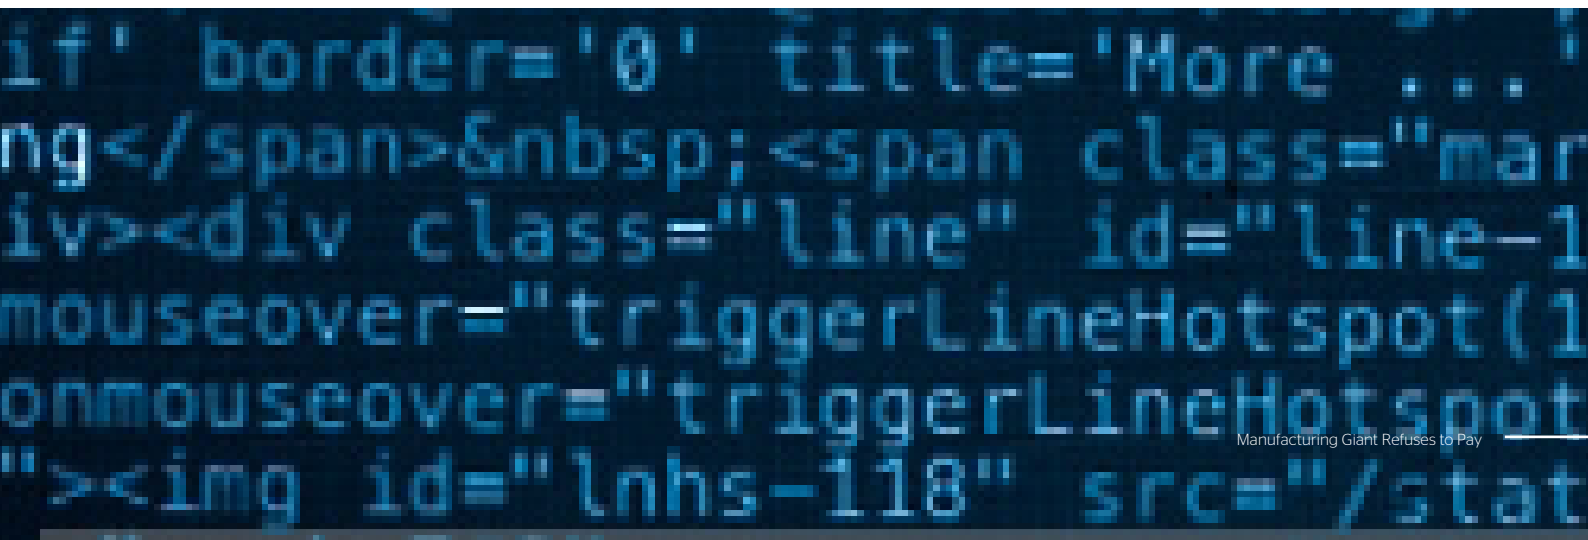 if' border='0' title='More ... '
ng</span>&nbsp;<span class="mar
iv><div class="line" id="line-1
mouseover="triggerLineHotspot(1
onmouseover="triggerLineHotspot
Manufacturing Giant Refuses to Pay
"><img id="lnhs-118" src="/stat